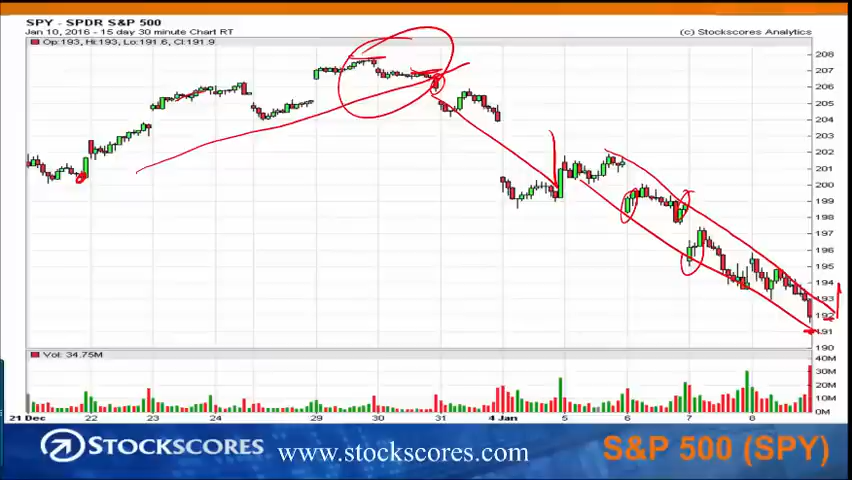 SPY - SPDR S&P 500
Jan 10, 2016 - 15 day 30 minute Chart RT
(c) Stockscores Analytics
Op:193, Hi:193, Lo:191.6, Cl:191.9
208
207
206
205
204
203
202
201
200
199
198
197
196
195
194
193
192
191
190
Vol: 34.75M
40M
30M
20M
10M
0M
21 Dec 22 23 24 29 30 31 4 Jan 5 6 7 8
STOCKSCORES
www.stockscores.com
S&P 500 (SPY)